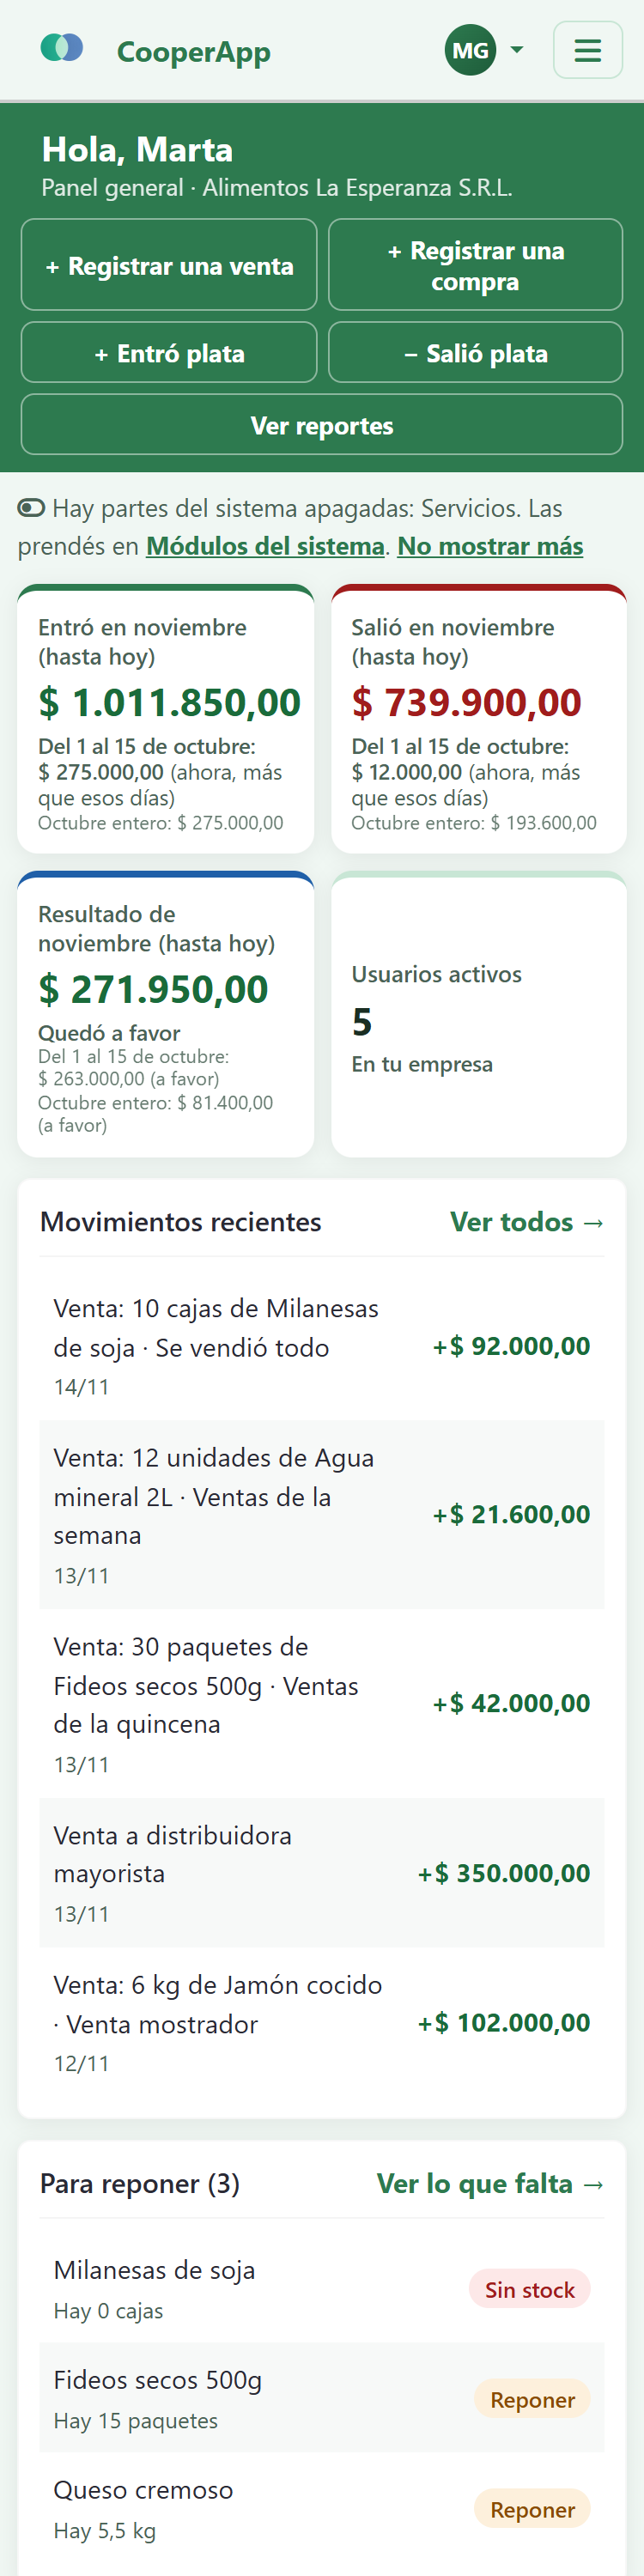 CooperApp
MG
Hola, Marta
Panel general · Alimentos La Esperanza S.R.L.
+ Registrar una venta
+ Registrar una
compra
+ Entró plata
− Salió plata
Ver reportes
Hay partes del sistema apagadas: Servicios. Las
prendés en Módulos del sistema. No mostrar más
Entró en noviembre
(hasta hoy)
$ 1.011.850,00
Del 1 al 15 de octubre:
$ 275.000,00 (ahora, más
que esos días)
Octubre entero: $ 275.000,00
Salió en noviembre
(hasta hoy)
$ 739.900,00
Del 1 al 15 de octubre:
$ 12.000,00 (ahora, más
que esos días)
Octubre entero: $ 193.600,00
Resultado de
noviembre (hasta hoy)
$ 271.950,00
Quedó a favor
Del 1 al 15 de octubre:
$ 263.000,00 (a favor)
Octubre entero: $ 81.400,00
(a favor)
Usuarios activos
5
En tu empresa
Movimientos recientes
Ver todos →
Venta: 10 cajas de Milanesas
de soja · Se vendió todo
14/11
+$ 92.000,00
Venta: 12 unidades de Agua
mineral 2L · Ventas de la
semana
13/11
+$ 21.600,00
Venta: 30 paquetes de
Fideos secos 500g · Ventas
de la quincena
13/11
+$ 42.000,00
Venta a distribuidora
mayorista
13/11
+$ 350.000,00
Venta: 6 kg de Jamón cocido
· Venta mostrador
12/11
+$ 102.000,00
Para reponer (3)
Ver lo que falta →
Milanesas de soja
Hay 0 cajas
Sin stock
Fideos secos 500g
Hay 15 paquetes
Reponer
Queso cremoso
Hay 5,5 kg
Reponer